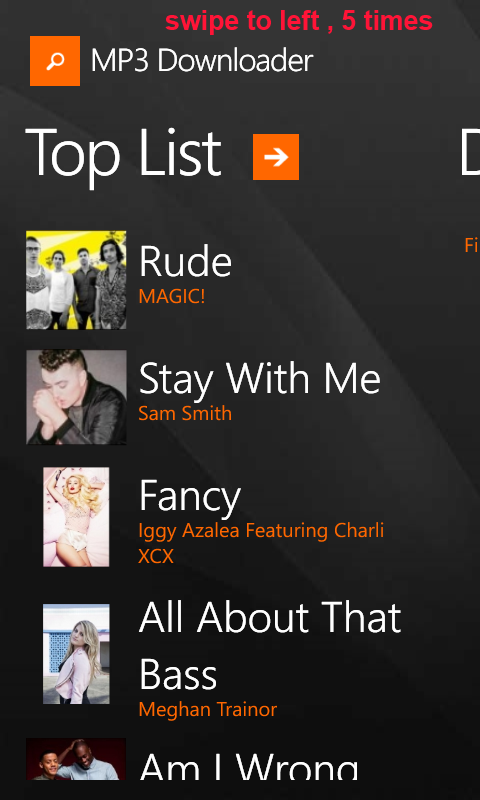 swipe to left , 5 times
MP3 Downloader
Top List
D
Fi
Rude
MAGIC!
Stay With Me
Sam Smith
Fancy
Iggy Azalea Featuring Charli
XCX
All About That
Bass
Meghan Trainor
Am I Wrong